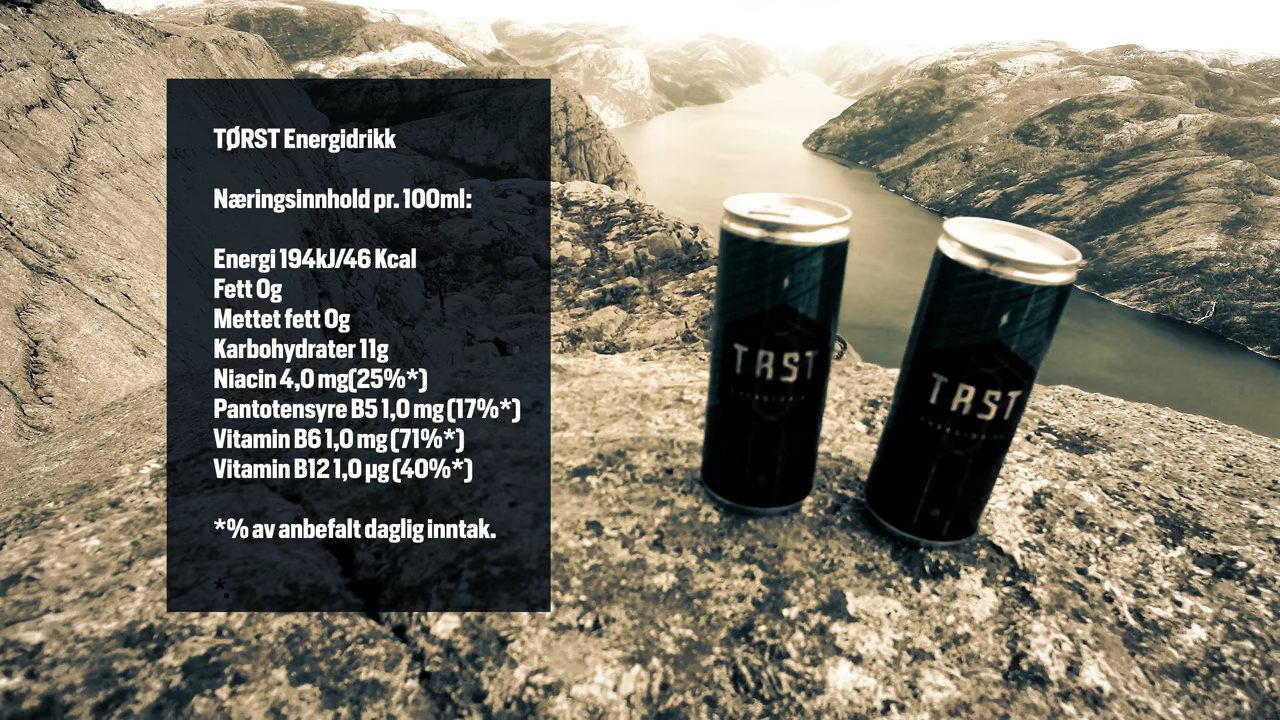 TØRST Energidrikk
Næringsinnhold pr. 100ml:
Energi 194kJ/46 Kcal
Fett 0g
Mettet fett 0g
Karbohydrater 11g
Niacin 4,0 mg(25%*)
Pantotensyre B5 1,0 mg (17%*)
Vitamin B6 1,0 mg (71%*)
Vitamin B12 1,0 µg (40%*)
*% av anbefalt daglig inntak.
*.
TRST
TRST